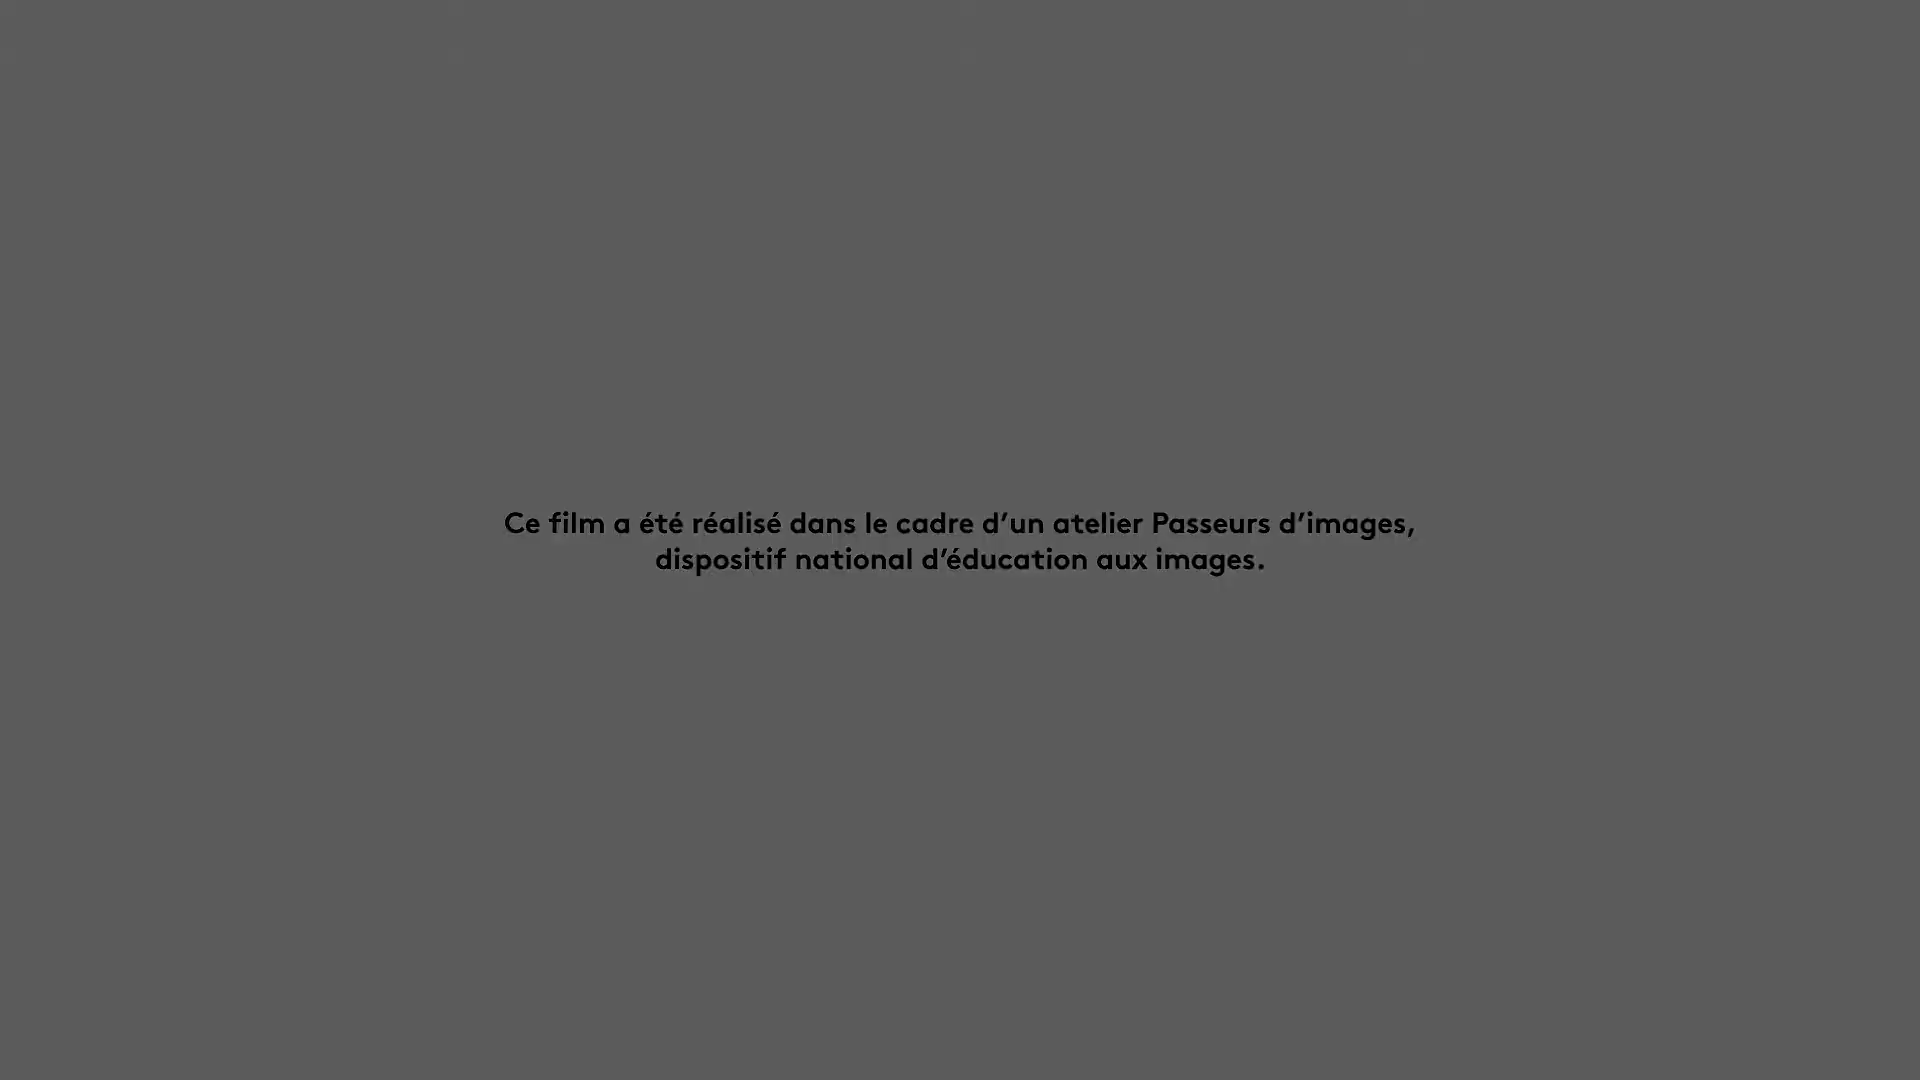 Ce film a été réalisé dans le cadre d’un atelier Passeurs d’images,
dispositif national d’éducation aux images.